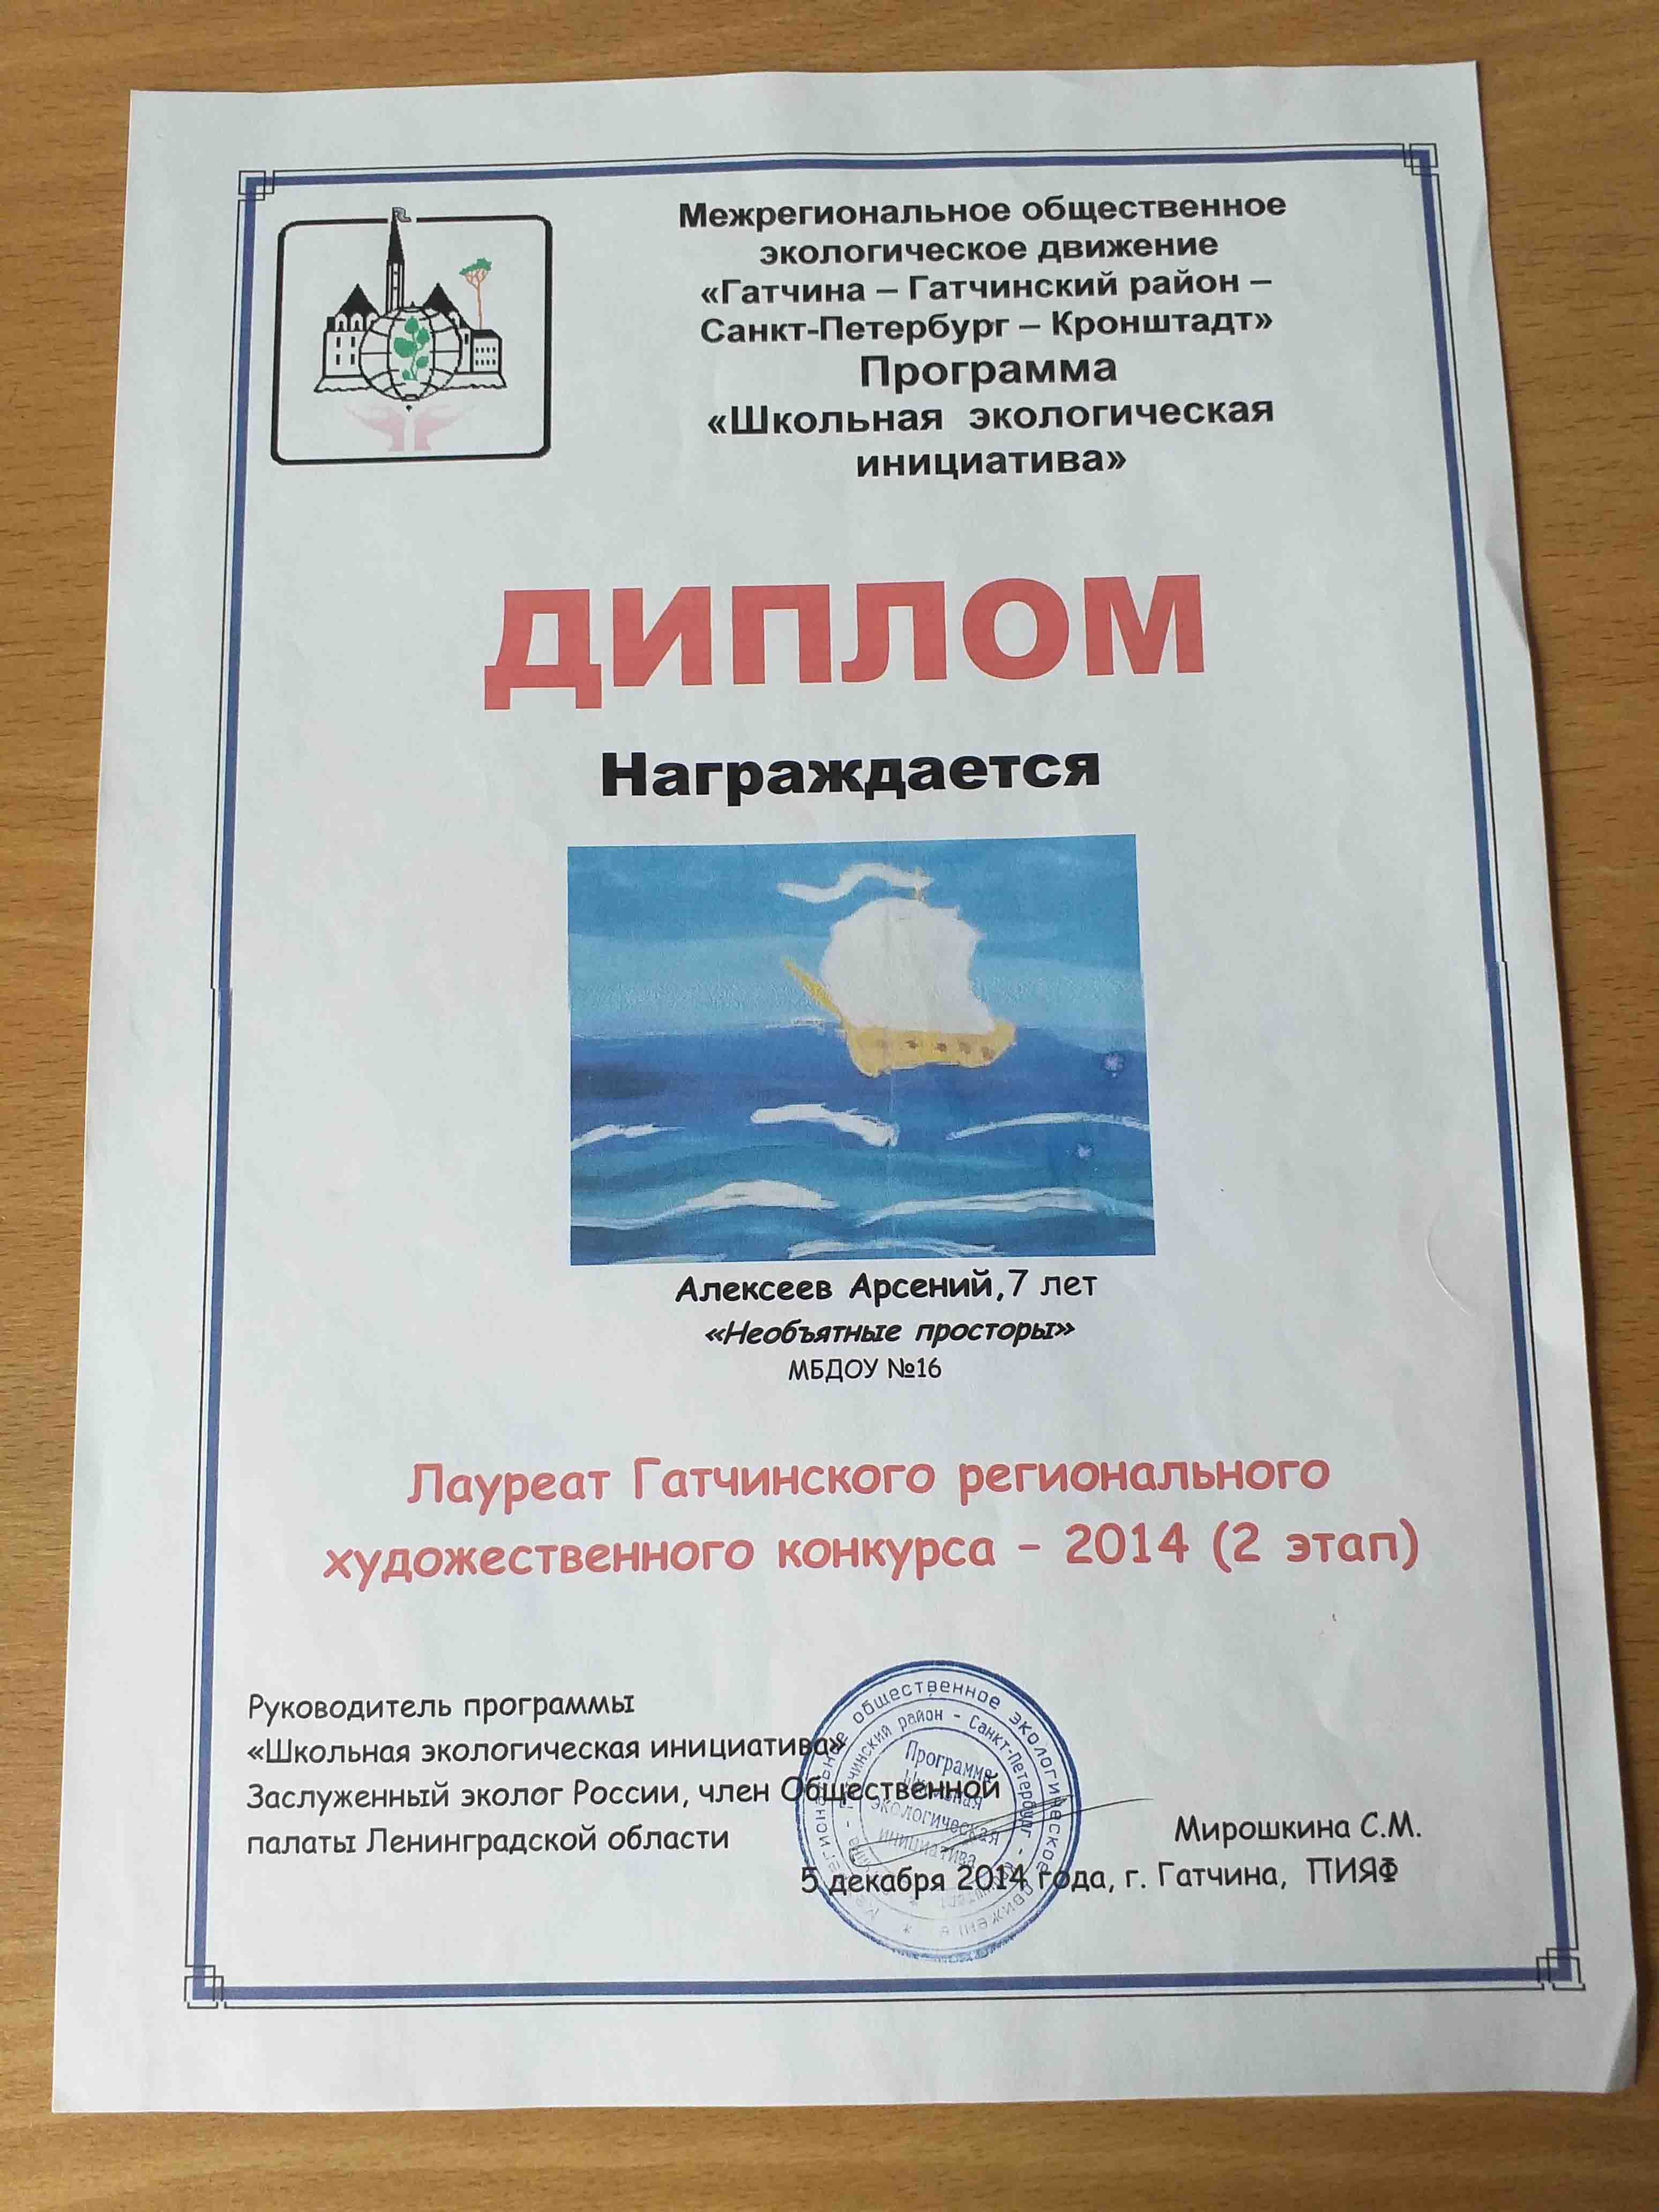 Межрегиональное общественное
экологическое движение
«Гатчина – Гатчинский район –
Санкт-Петербург – Кронштадт»
Программа
«Школьная экологическая
инициатива»
ДИПЛОМ
Награждается
Алексеев Арсений,7 лет
«Необъятные просторы»
МБДОУ №16
Лауреат Гатчинского регионального
художественного конкурса – 2014 (2 этап)
Руководитель программы
«Школьная экологическая инициатива»
Заслуженный эколог России, член Общественной
палаты Ленинградской области
Мирошкина С.М.
5 декабря 2014 года, г. Гатчина, ПИЯФ
общественное экологическое движение
район - Санкт-Петербург -
Программа
Школьная
экологическая
инициатива